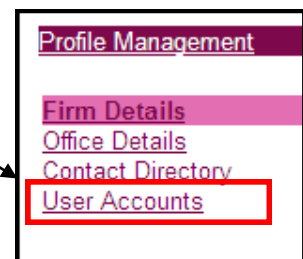 Profile Management
Firm Details
Office Details
Contact Directory
User Accounts